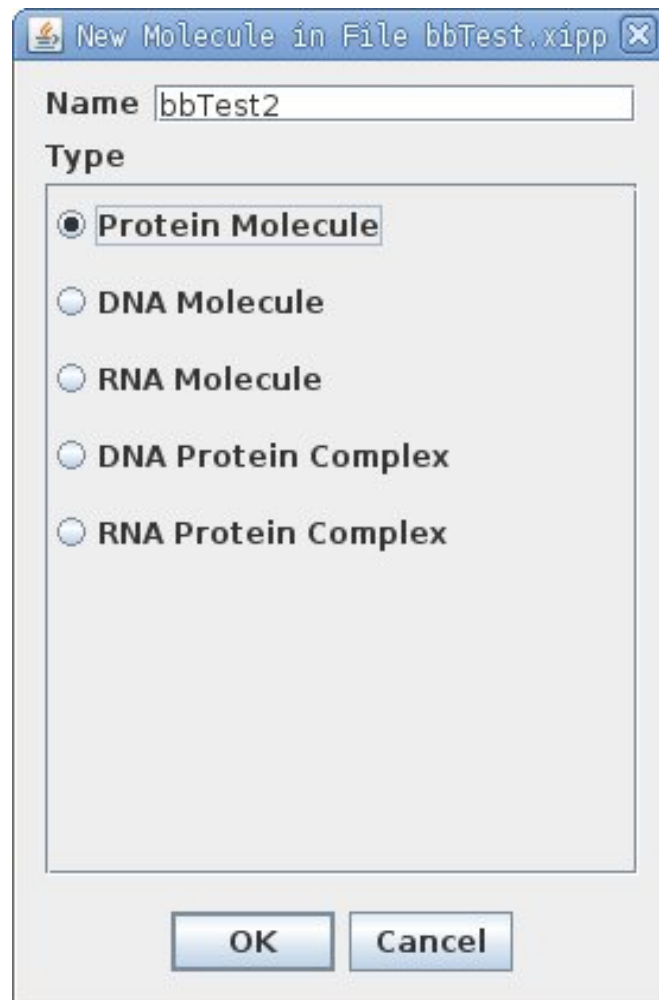 New Molecule in File bbTest.xipp
Name bbTest2
Type
Protein Molecule
DNA Molecule
RNA Molecule
DNA Protein Complex
RNA Protein Complex
OK Cancel